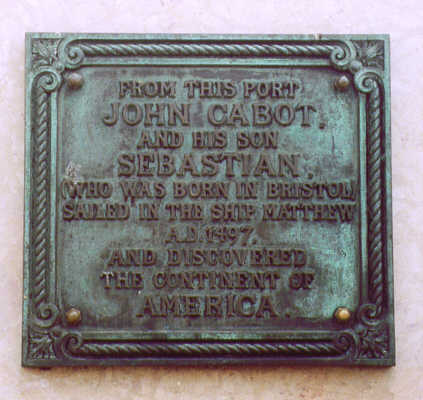 FROM THIS PORT
JOHN CABOT.
AND HIS SON
SEBASTIAN.
(WHO WAS BORN IN BRISTOL)
SAILED IN THE SHIP MATTHEW
A.D. 1497.
AND DISCOVERED
THE CONTINENT OF
AMERICA.